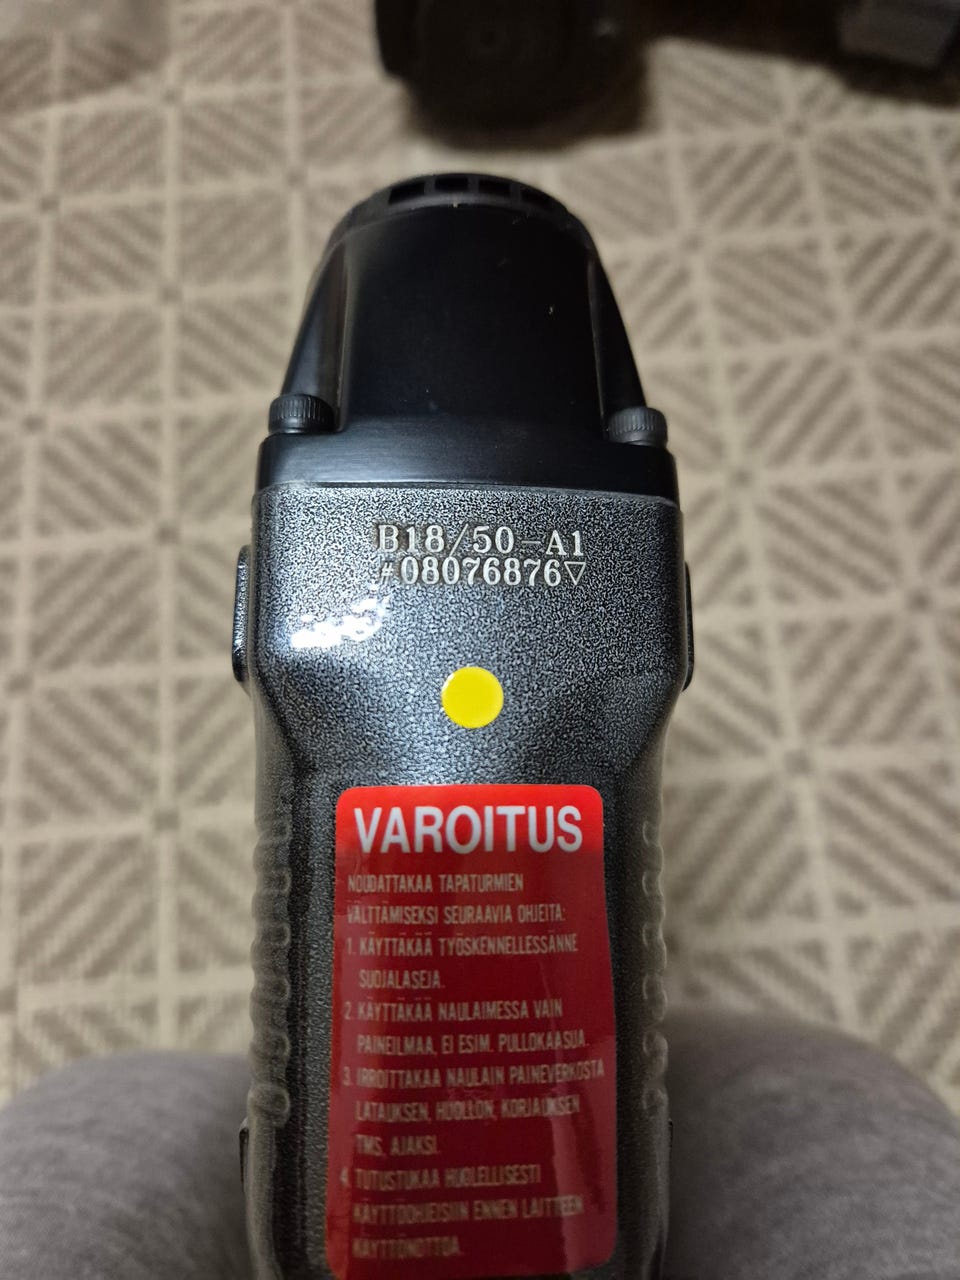 B18/50-A1
#08076876▽
VAROITUS
NOUDATTAKAA TAPATURMIEN
VÄLTTÄMISEKSI SEURAAVIA OHJEITA:
1. KÄYTTÄKÄÄ TYÖSKENNELLESSÄNNE
SUOJALASEJA.
2. KÄYTTÄKÄÄ NAULAIMESSA VAIN
PAINEILMAA, EI ESIM. PULLOKAASUA.
3. IRROITTAKAA NAULAIN PAINEVERKOSTA
LATAUKSEN, HUOLLON, KORJAUKSEN
TMS. AJAKSI.
4. TUTUSTUKAA HUOLELLISESTI
KÄYTTÖOHJEISIIN ENNEN LAITTEEN
KÄYTTÖNOTTOA.